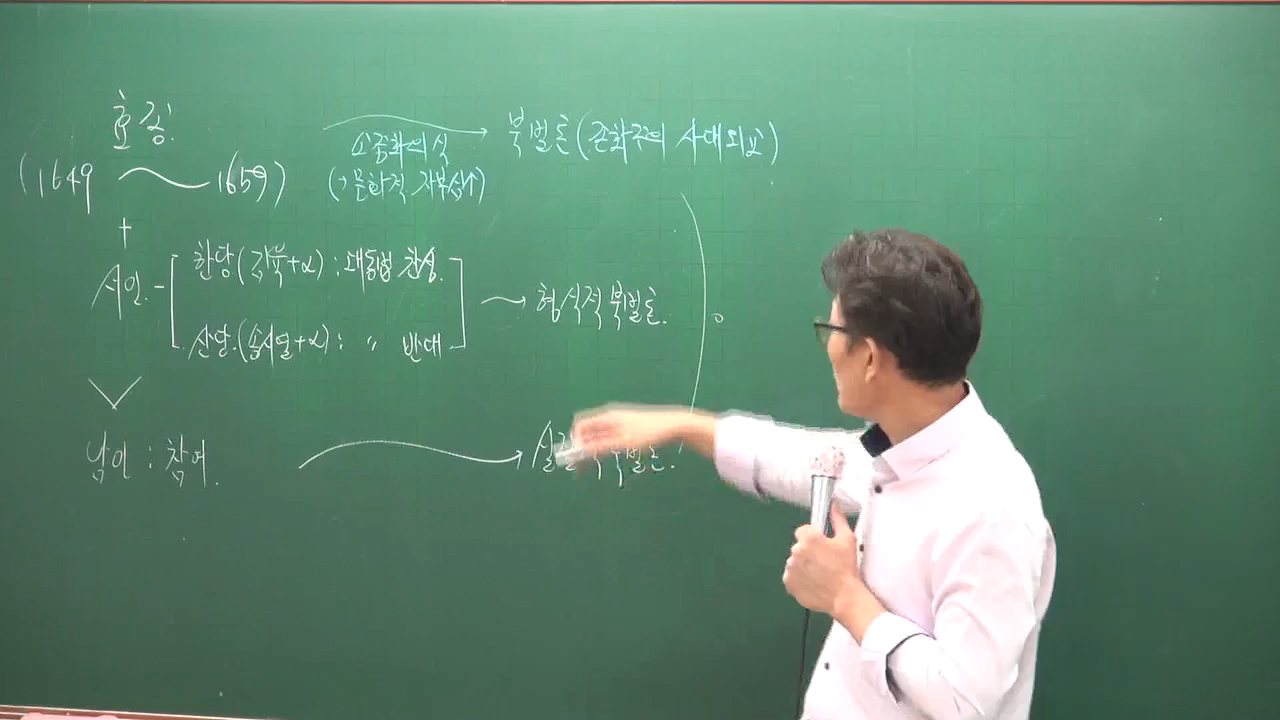 효종.
(1649 ~ 1659)
소중화의식
(→문화적 자부심↑)
북벌론(존화주의 사대외교)
+
서인.
한당(김육+α) : 대동법 찬성.
산당.(송시열+α) : 〃 반대
형식적 북벌론.
남인 : 참여.
북벌론.